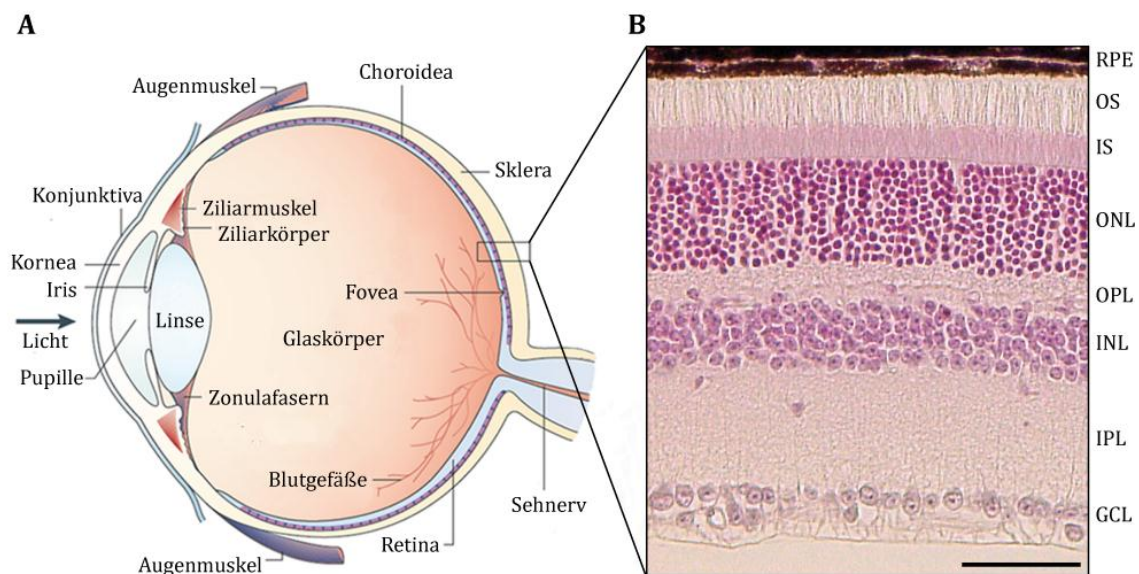 A
B
Augenmuskel
Choroidea
Sklera
Konjunktiva
Ziliarmuskel
Ziliarkörper
Kornea
Iris
Linse
Fovea
Licht
Glaskörper
Pupille
Zonulafasern
Blutgefäße
Sehnerv
Retina
Augenmuskel
RPE
OS
IS
ONL
OPL
INL
IPL
GCL